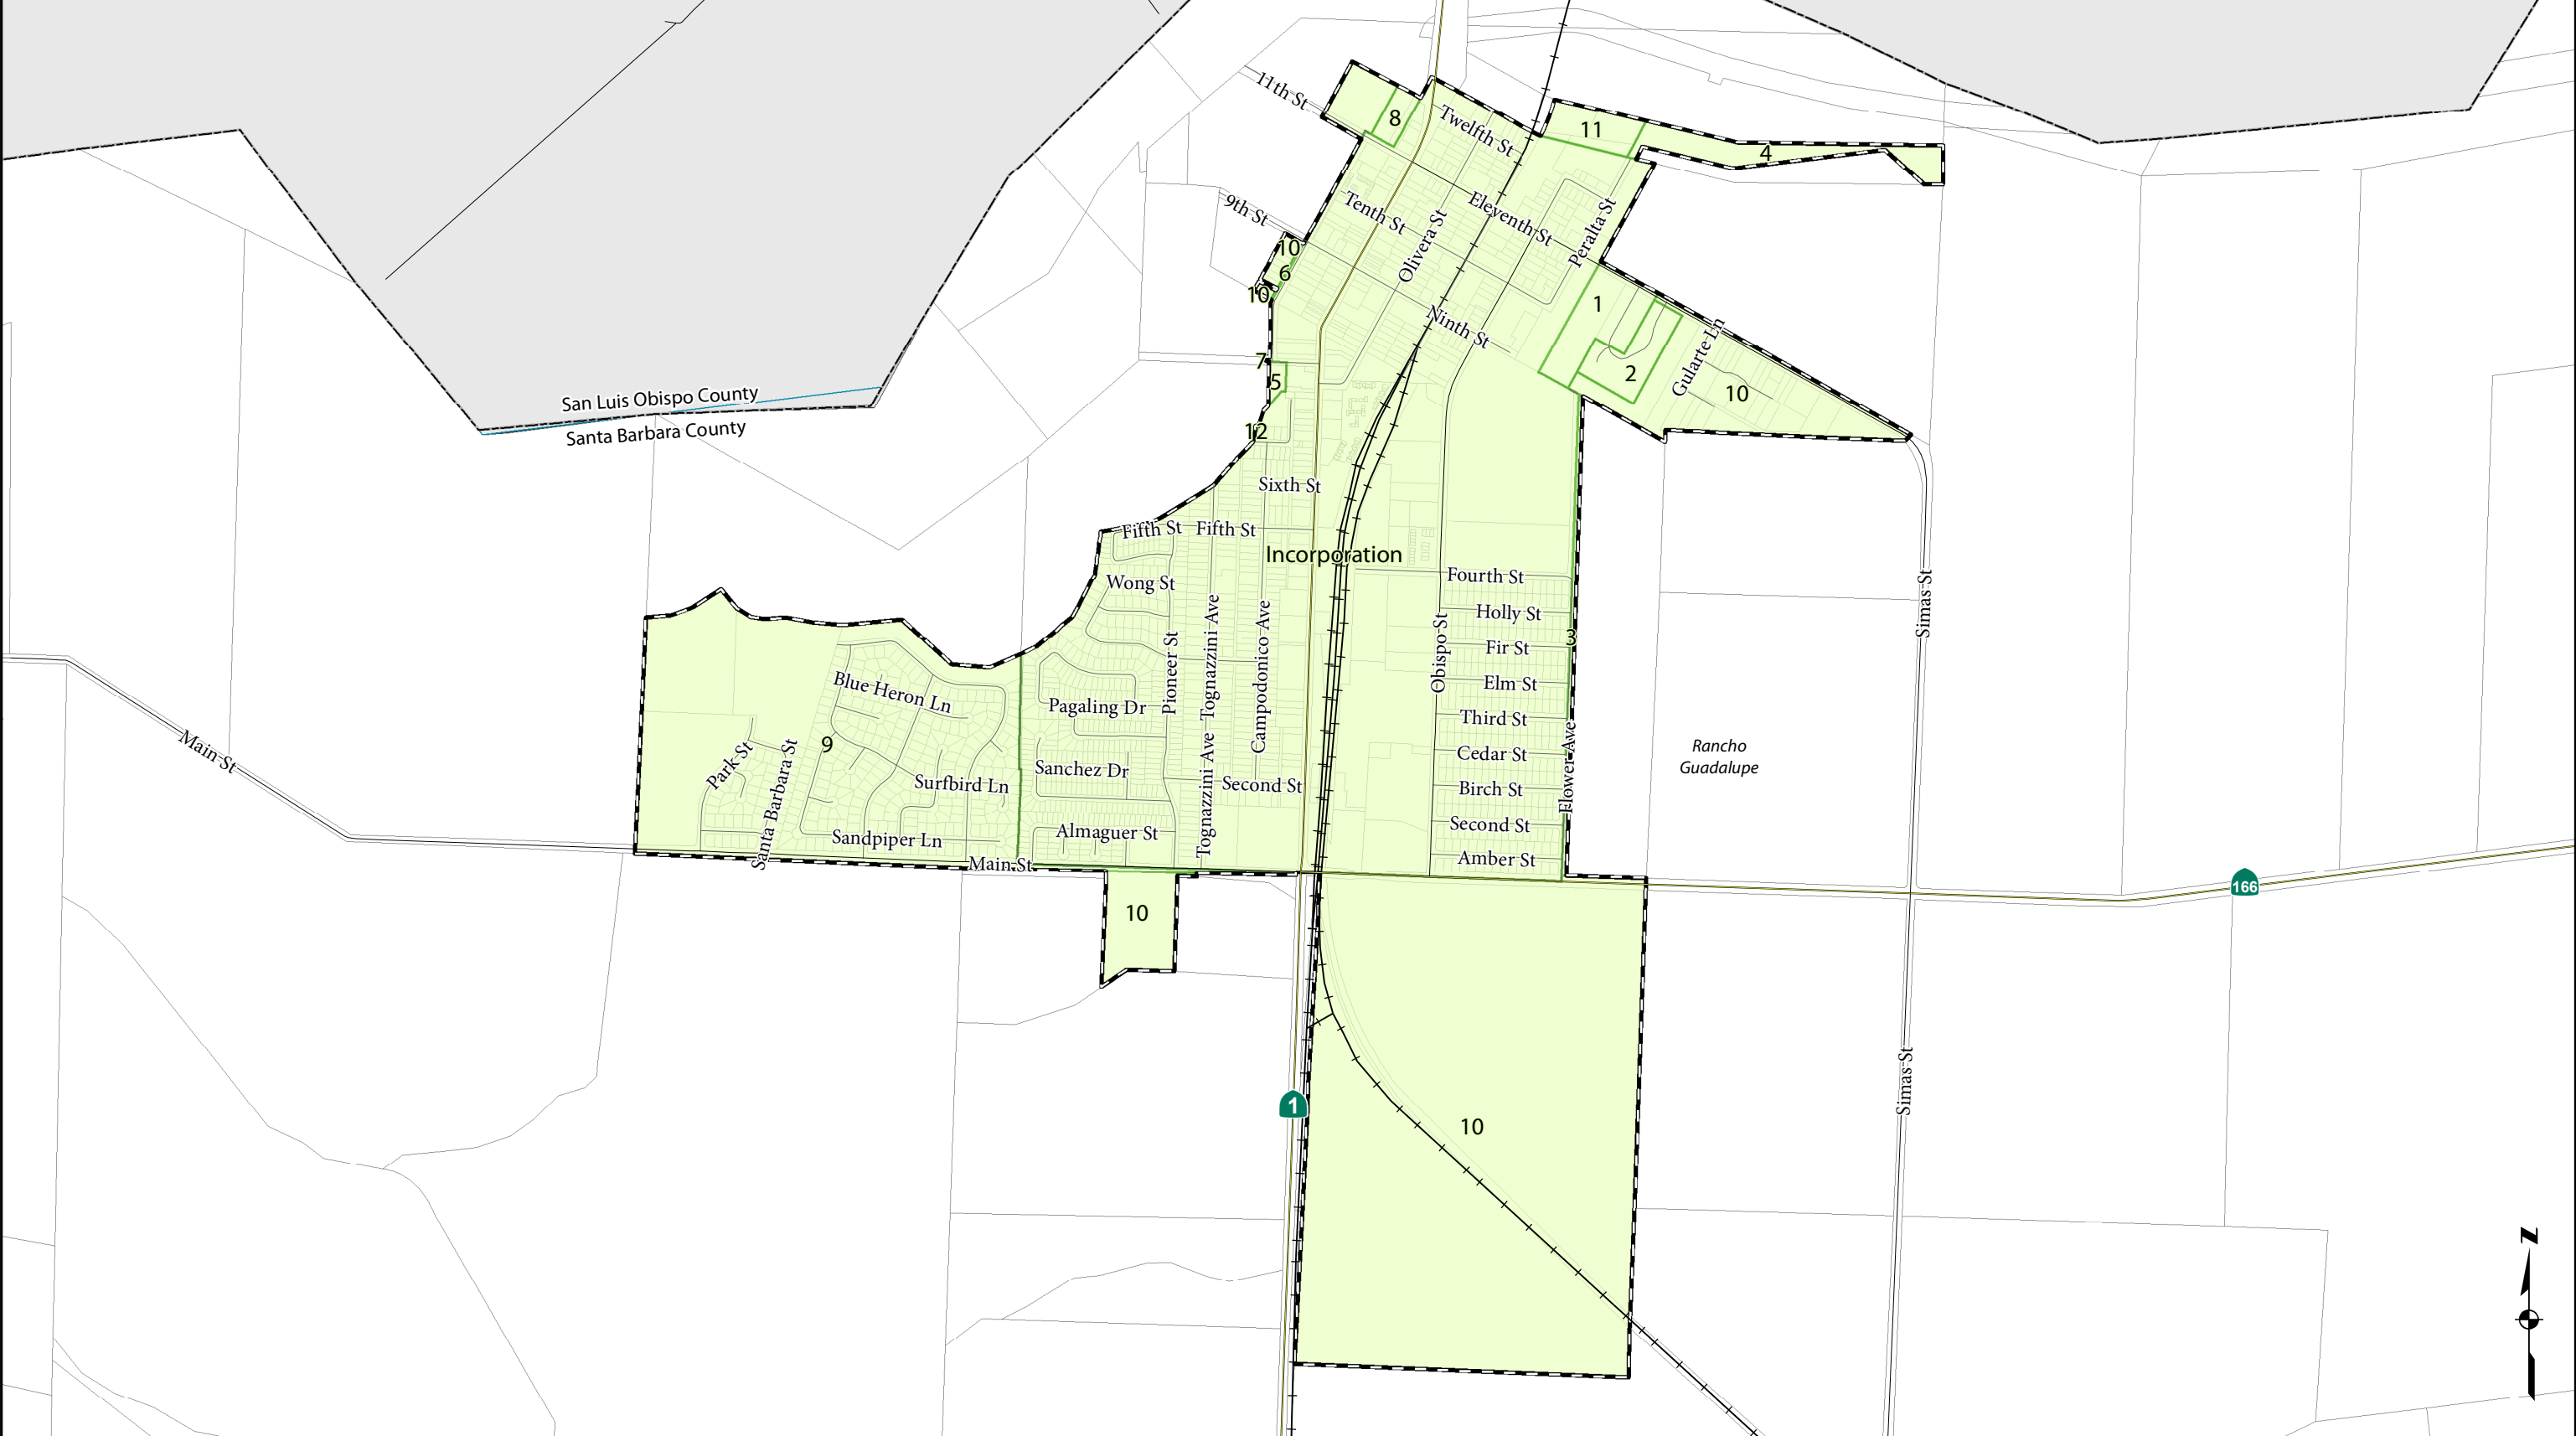 11th St
8
Twelfth St
11
4
9th St
Tenth St
Eleventh St
Peralta St
Olivera St
10
6
10
1
Ninth St
Gularte Ln
7
5
2
10
San Luis Obispo County
Santa Barbara County
12
Sixth St
Fifth St
Fifth St
Incorporation
Wong St
Fourth St
Holly St
Simas St
3
Fir St
Obispo St
Elm St
Pioneer St
Tognazzini Ave
Campodonico Ave
Blue Heron Ln
Pagaling Dr
Third St
Main St
9
Park St
Santa Barbara St
Cedar St
Flower Ave
Rancho
Guadalupe
Sanchez Dr
Surfbird Ln
Tognazzini Ave
Second St
Birch St
Second St
Sandpiper Ln
Almaguer St
Main St
Amber St
166
10
Simas St
1
10
N